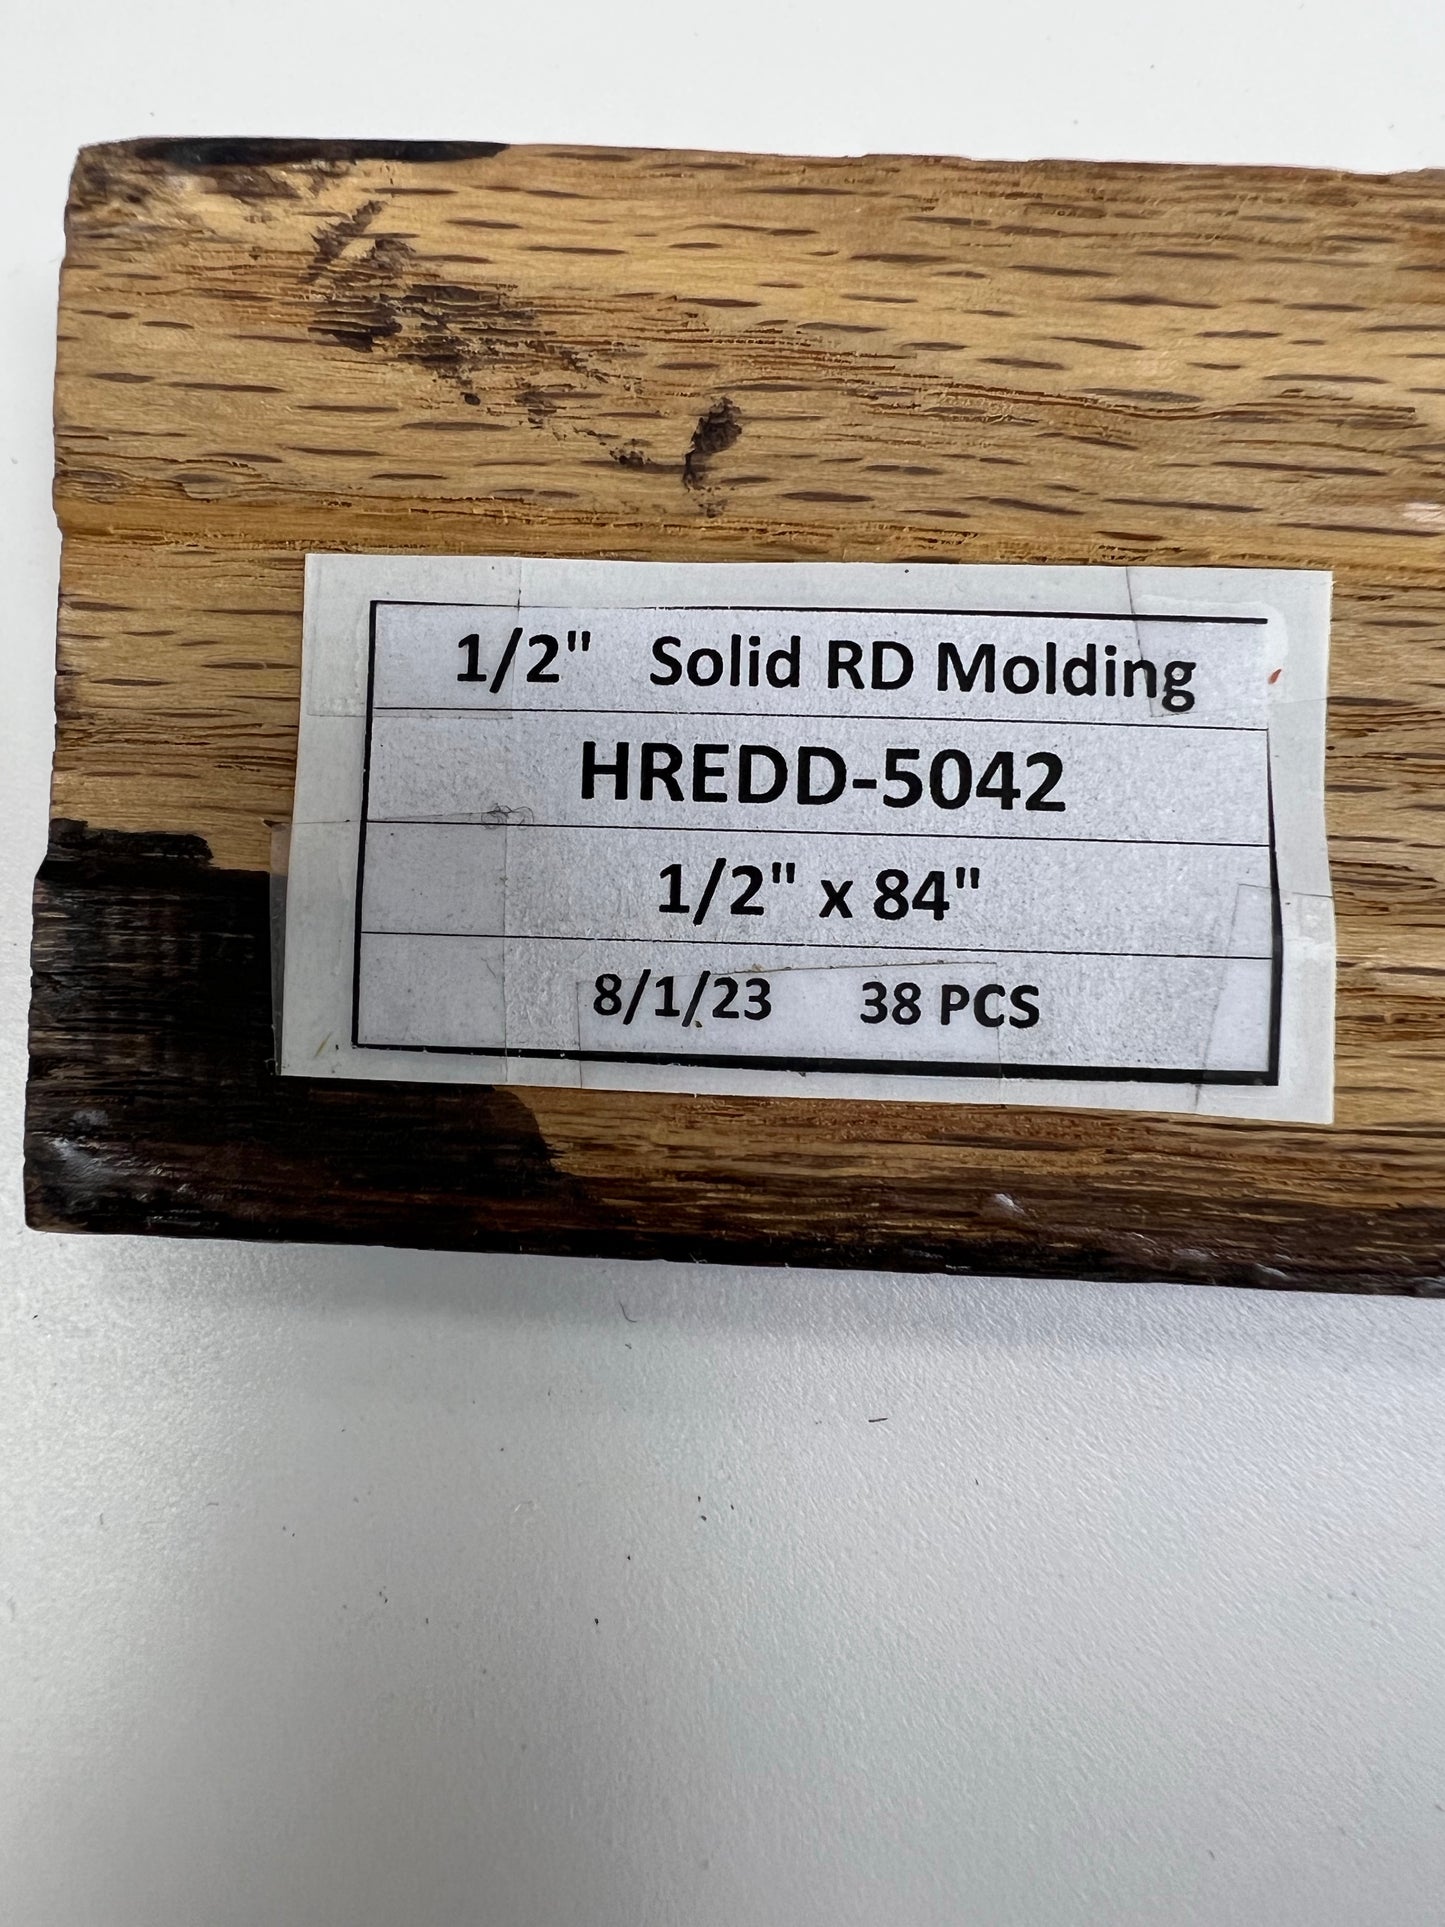 1/2" Solid RD Molding
HREDD-5042
1/2" x 84"
8/1/23 38 PCS